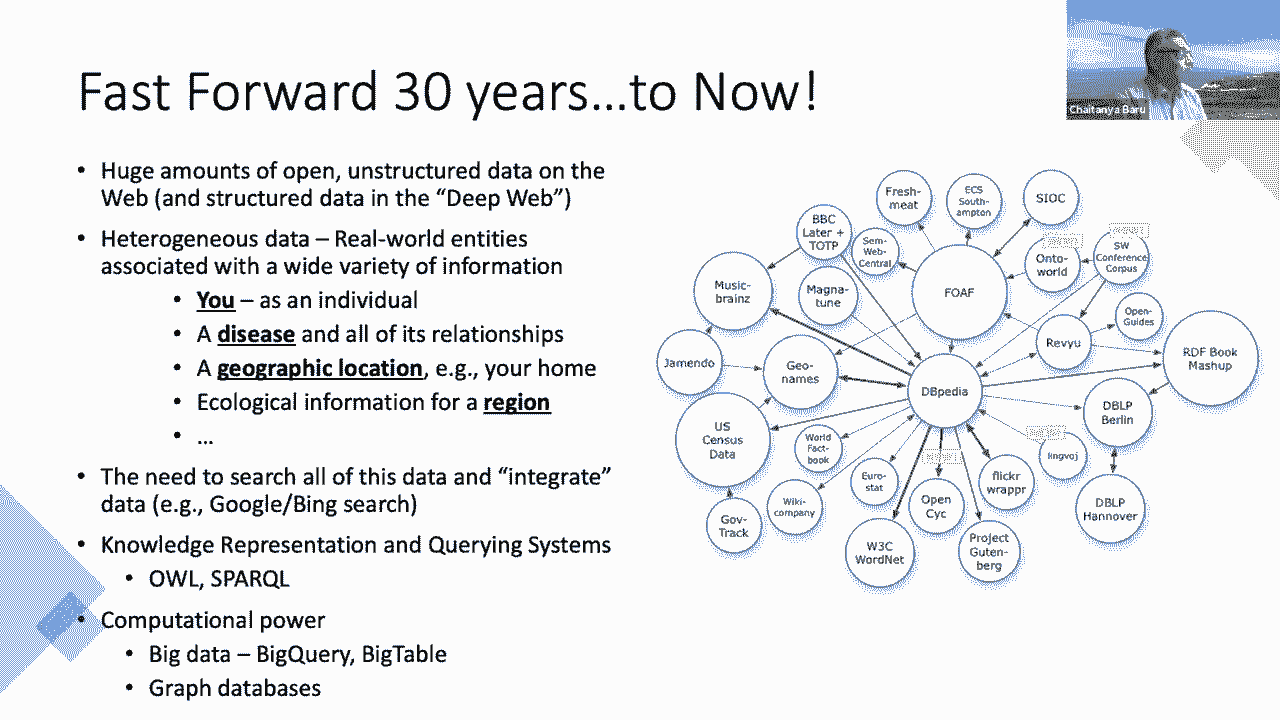 Fast Forward 30 years...to Now!
Chaitanya Baru
• Huge amounts of open, unstructured data on the
Web (and structured data in the “Deep Web”)
• Heterogeneous data – Real-world entities
associated with a wide variety of information
• You – as an individual
• A disease and all of its relationships
• A geographic location, e.g., your home
• Ecological information for a region
• ...
• The need to search all of this data and “integrate”
data (e.g., Google/Bing search)
• Knowledge Representation and Querying Systems
• OWL, SPARQL
• Computational power
• Big data – BigQuery, BigTable
• Graph databases
Fresh-
meat
ECS
South-
ampton
SIOC
BBC
Later +
TOTP
Sem-
Web-
Central
Onto-
world
SW
Conference
Corpus
Music-
brainz
Magna-
tune
FOAF
Open-
Guides
Revyu
RDF Book
Mashup
Jamendo
Geo-
names
DBpedia
US
Census
Data
World
Fact-
book
DBLP
Berlin
lingvoj
Euro-
stat
flickr
wrappr
Wiki-
company
Open
Cyc
DBLP
Hannover
Gov-
Track
W3C
WordNet
Project
Guten-
berg